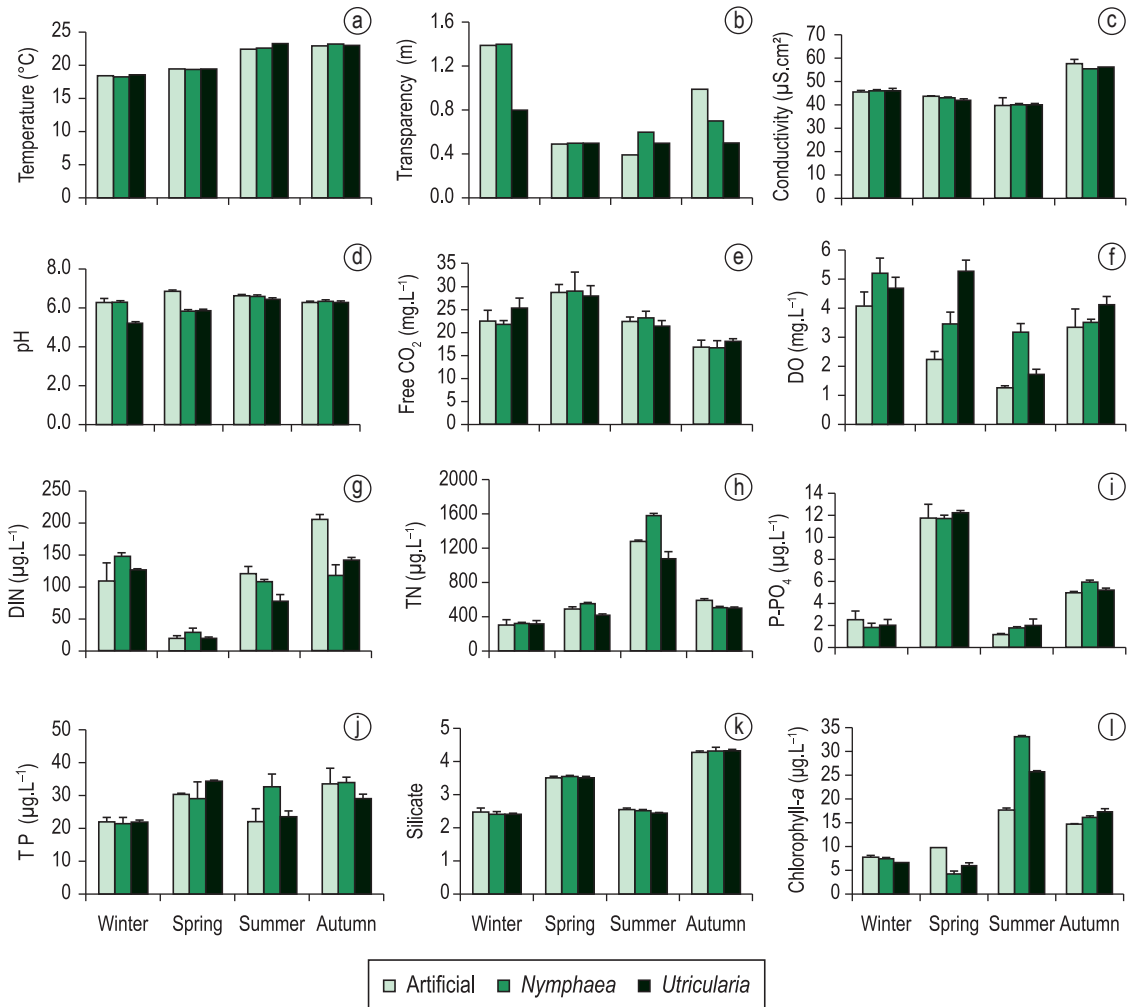 a
Temperature (°C)
25
20
15
10
5
0
b
Transparency (m)
1.6
1.2
0.8
0.4
0.0
c
Conductivity (µS.cm²)
70
60
50
40
30
20
10
0
d
pH
8.0
6.0
4.0
2.0
0.0
e
Free CO₂ (mg.L⁻¹)
35
30
25
20
15
10
5
0
f
DO (mg.L⁻¹)
6
5
4
3
2
1
0
g
DIN (µg.L⁻¹)
250
200
150
100
50
0
h
TN (µg.L⁻¹)
2000
1600
1200
800
400
0
i
P-PO₄ (µg.L⁻¹)
14
12
10
8
6
4
2
0
j
T P (µg.L⁻¹)
50
40
30
20
10
0
Winter Spring Summer Autumn
k
Silicate
5
4
3
2
1
0
Winter Spring Summer Autumn
l
Chlorophyll-a (µg.L⁻¹)
35
30
25
20
15
10
5
0
Winter Spring Summer Autumn
Artificial Nymphaea Utricularia